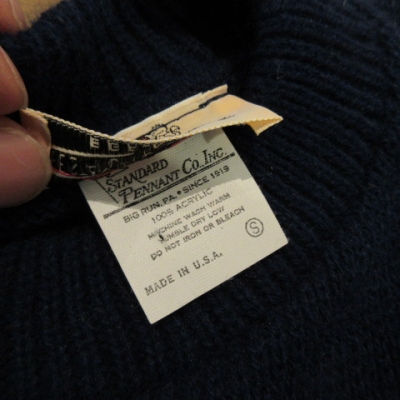 STANDARD
PENNANT CO. INC.
BIG RUN, PA. • SINCE 1919
100% ACRYLIC
MACHINE WASH WARM
TUMBLE DRY LOW
DO NOT IRON OR BLEACH
MADE IN U.S.A.
S